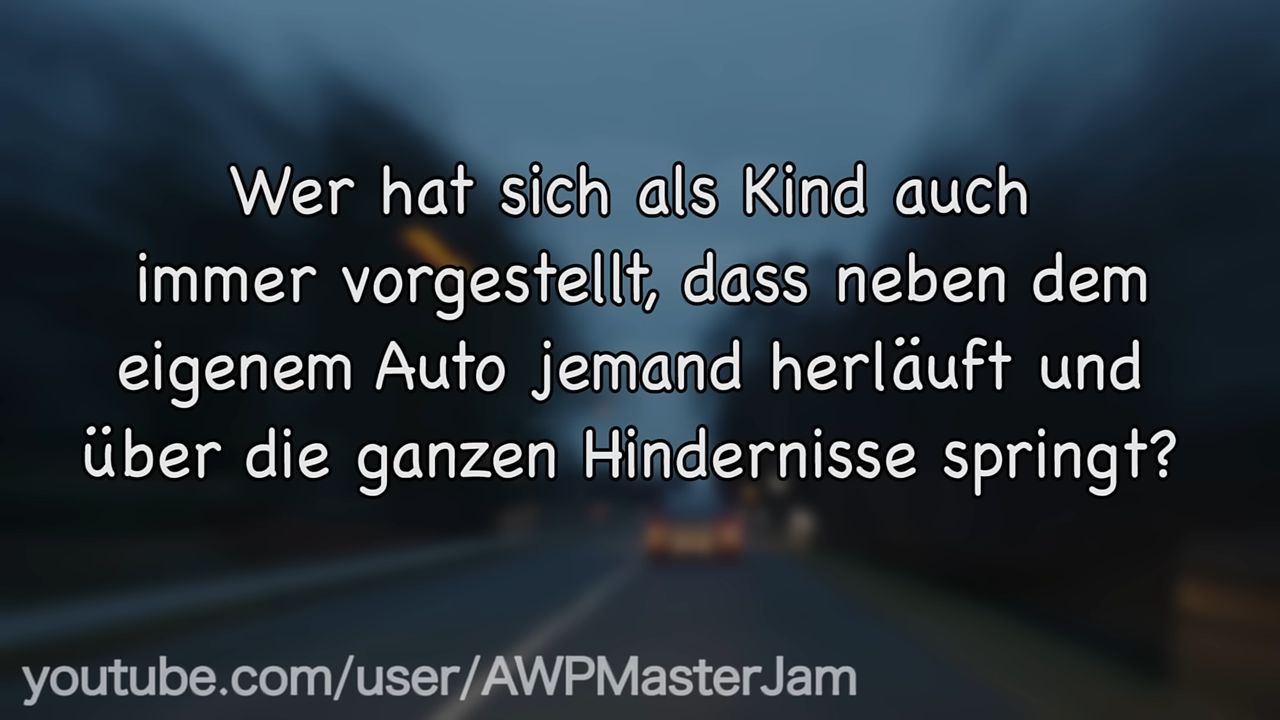 Wer hat sich als Kind auch
immer vorgestellt, dass neben dem
eigenem Auto jemand herläuft und
über die ganzen Hindernisse springt?
youtube.com/user/AWPMasterJam